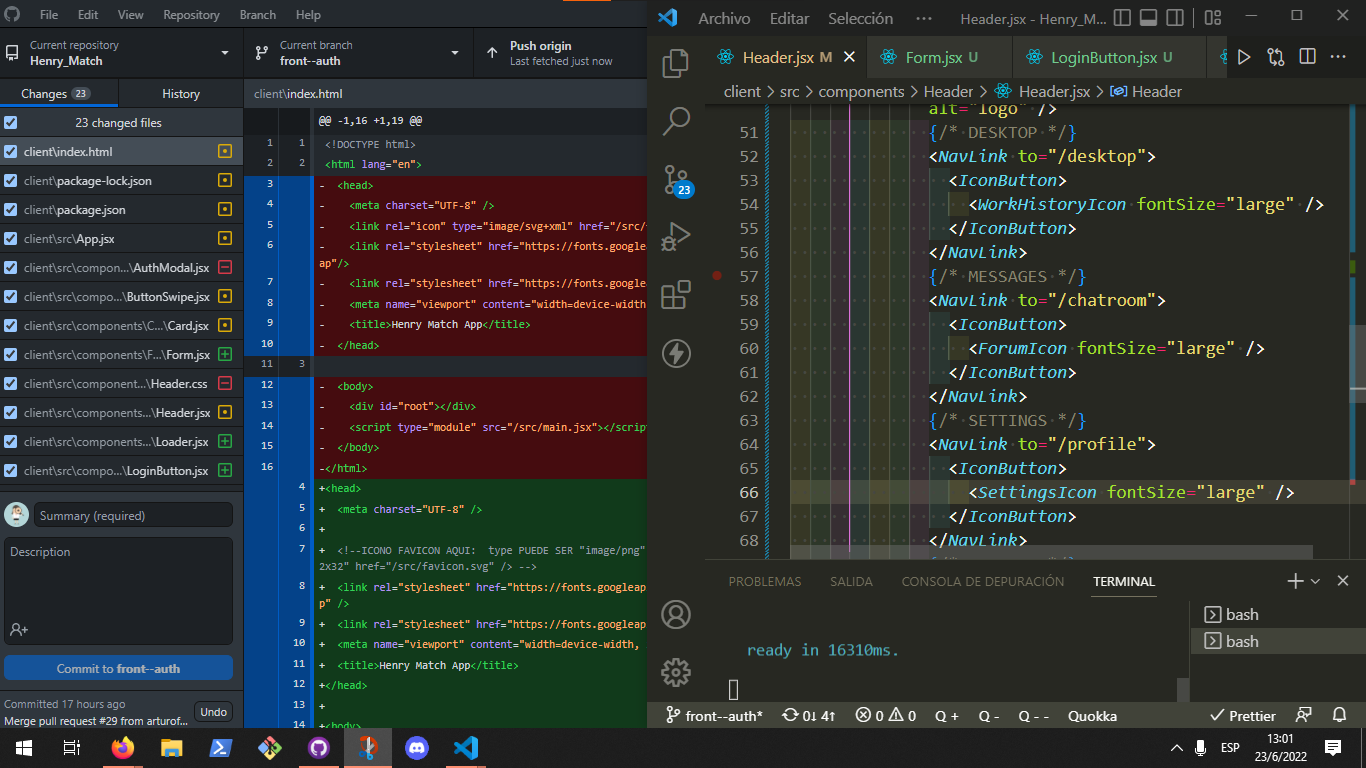 File Edit View Repository Branch Help
Current repository
Henry_Match
Current branch
front--auth
Push origin
Last fetched just now
Changes 23
History
23 changed files
client\index.html
client\package-lock.json
client\package.json
client\src\App.jsx
client\src\compon...\AuthModal.jsx
client\src\compo...\ButtonSwipe.jsx
client\src\components\C...\Card.jsx
client\src\components\F...\Form.jsx
client\src\component...\Header.css
client\src\components...\Header.jsx
client\src\components...\Loader.jsx
client\src\compo...\LoginButton.jsx
Summary (required)
Description
Commit to front--auth
Committed 17 hours ago
Merge pull request #29 from arturof...
Undo
client\index.html
@@ -1,16 +1,19 @@
1 1 <!DOCTYPE html>
2 2 <html lang="en">
3 - <head>
4 - <meta charset="UTF-8" />
5 - <link rel="icon" type="image/svg+xml" href="/src/
6 - <link rel="stylesheet" href="https://fonts.googleap
ap"/>
7 - <link rel="stylesheet" href="https://fonts.googleap
8 - <meta name="viewport" content="width=device-width
9 - <title>Henry Match App</title>
10 - </head>
11 3
12 - <body>
13 - <div id="root"></div>
14 - <script type="module" src="/src/main.jsx"></script
15 - </body>
16 -</html>
4 +<head>
5 + <meta charset="UTF-8" />
6 +
7 + <!--ICONO FAVICON AQUI: type PUEDE SER "image/png"
2x32" href="/src/favicon.svg" /> -->
8 + <link rel="stylesheet" href="https://fonts.googleap
p" />
9 + <link rel="stylesheet" href="https://fonts.googleap
10 + <meta name="viewport" content="width=device-width,
11 + <title>Henry Match App</title>
12 +</head>
13 +
14 +<body>
Archivo Editar Selección ··· Header.jsx - Henry_M...
Header.jsx M Form.jsx U LoginButton.jsx U
client > src > components > Header > Header.jsx > Header
alt="logo" />
51 {/* DESKTOP */}
52 <NavLink to="/desktop">
53 <IconButton>
54 <WorkHistoryIcon fontSize="large" />
55 </IconButton>
56 </NavLink>
57 {/* MESSAGES */}
58 <NavLink to="/chatroom">
59 <IconButton>
60 <ForumIcon fontSize="large" />
61 </IconButton>
62 </NavLink>
63 {/* SETTINGS */}
64 <NavLink to="/profile">
65 <IconButton>
66 <SettingsIcon fontSize="large" />
67 </IconButton>
68 </NavLink>
23
PROBLEMAS SALIDA CONSOLA DE DEPURACIÓN TERMINAL
ready in 16310ms.
bash
bash
front--auth* 0↓ 4↑ 0 0 Q + Q - Q - - Quokka Prettier
ESP
13:01
23/6/2022